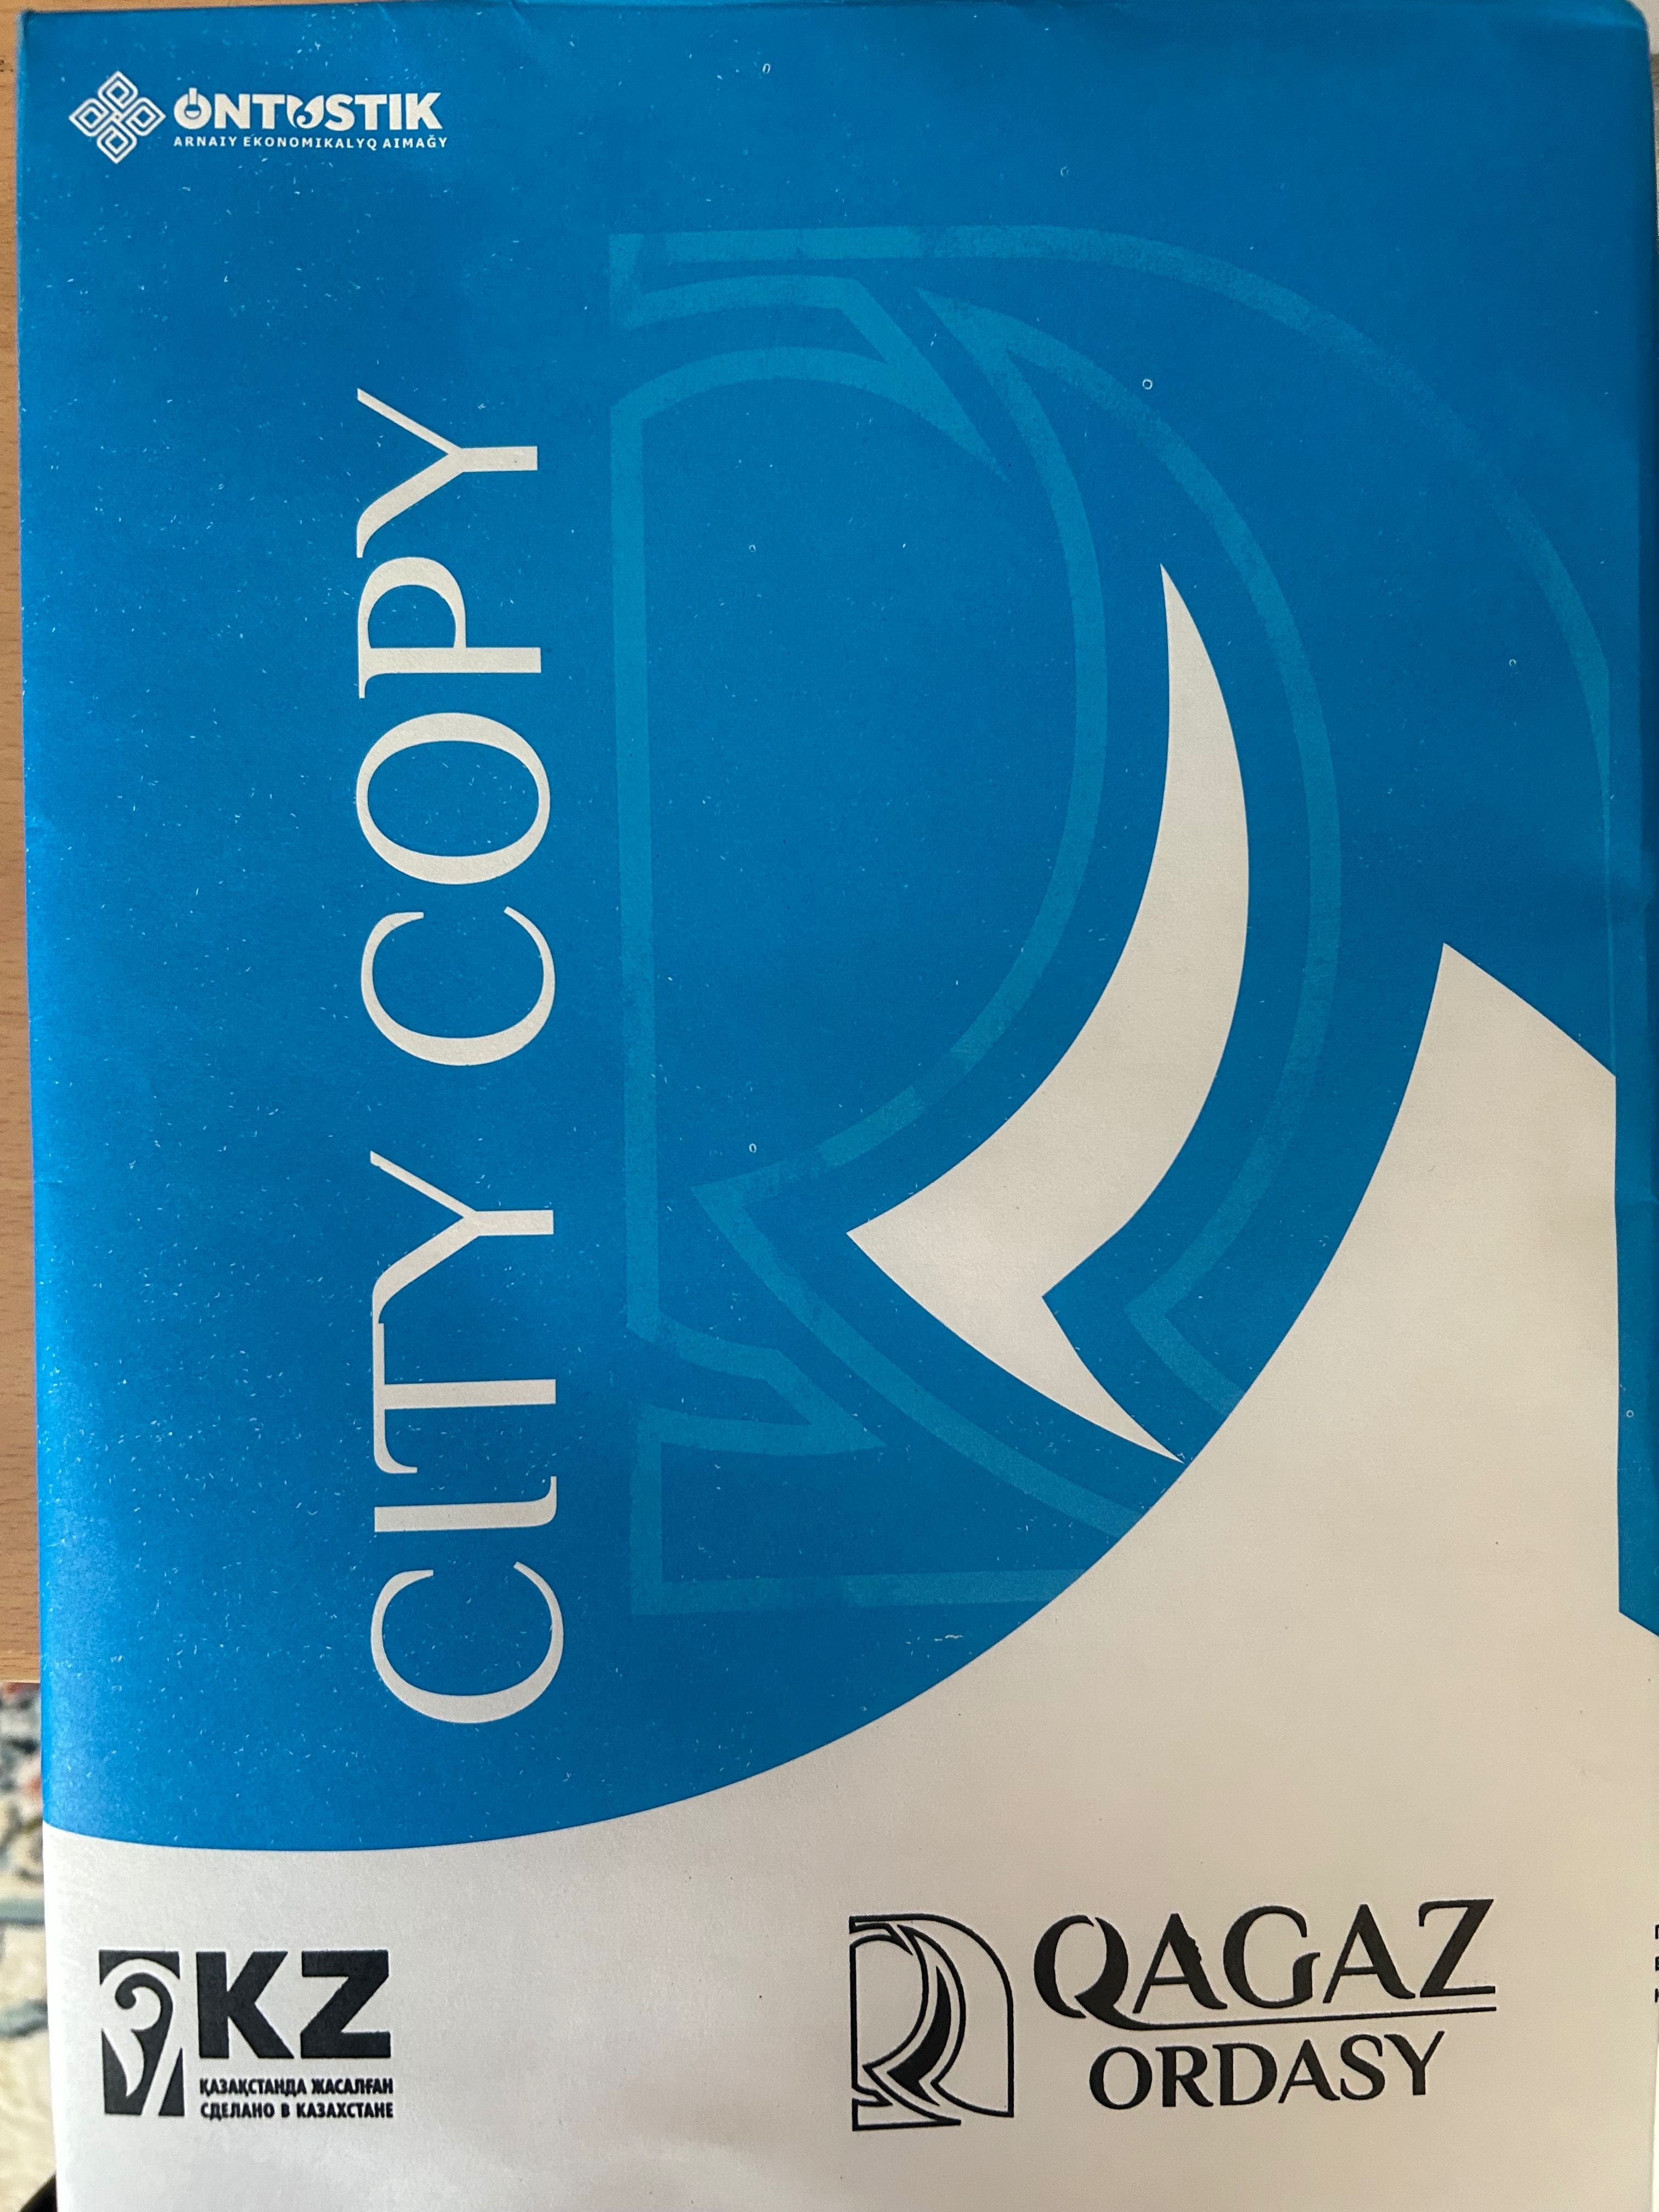 ÖNTÜSTIK
ARNAIY EKONOMIKALYQ AIMAĞY
CITY COPY
KZ
ҚАЗАҚСТАНДА ЖАСАЛҒАН
СДЕЛАНО В КАЗАХСТАНЕ
QAGAZ
ORDASY